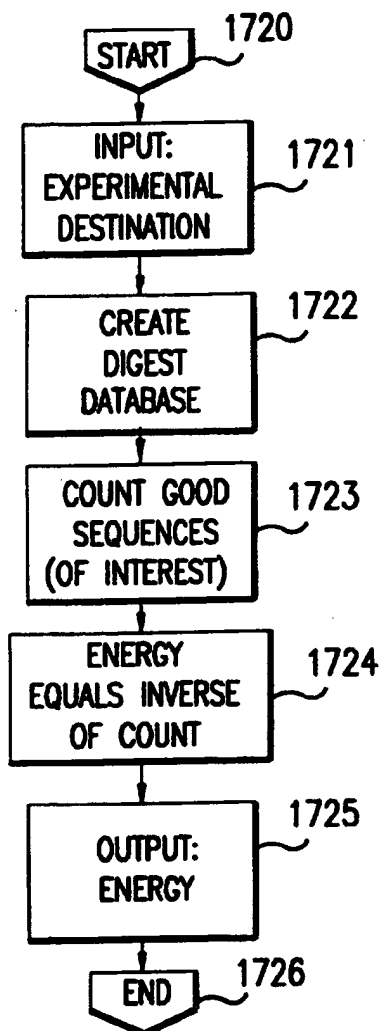 START
1720
INPUT:
EXPERIMENTAL
DESTINATION
1721
CREATE
DIGEST
DATABASE
1722
COUNT GOOD
SEQUENCES
(OF INTEREST)
1723
ENERGY
EQUALS INVERSE
OF COUNT
1724
OUTPUT:
ENERGY
1725
END
1726